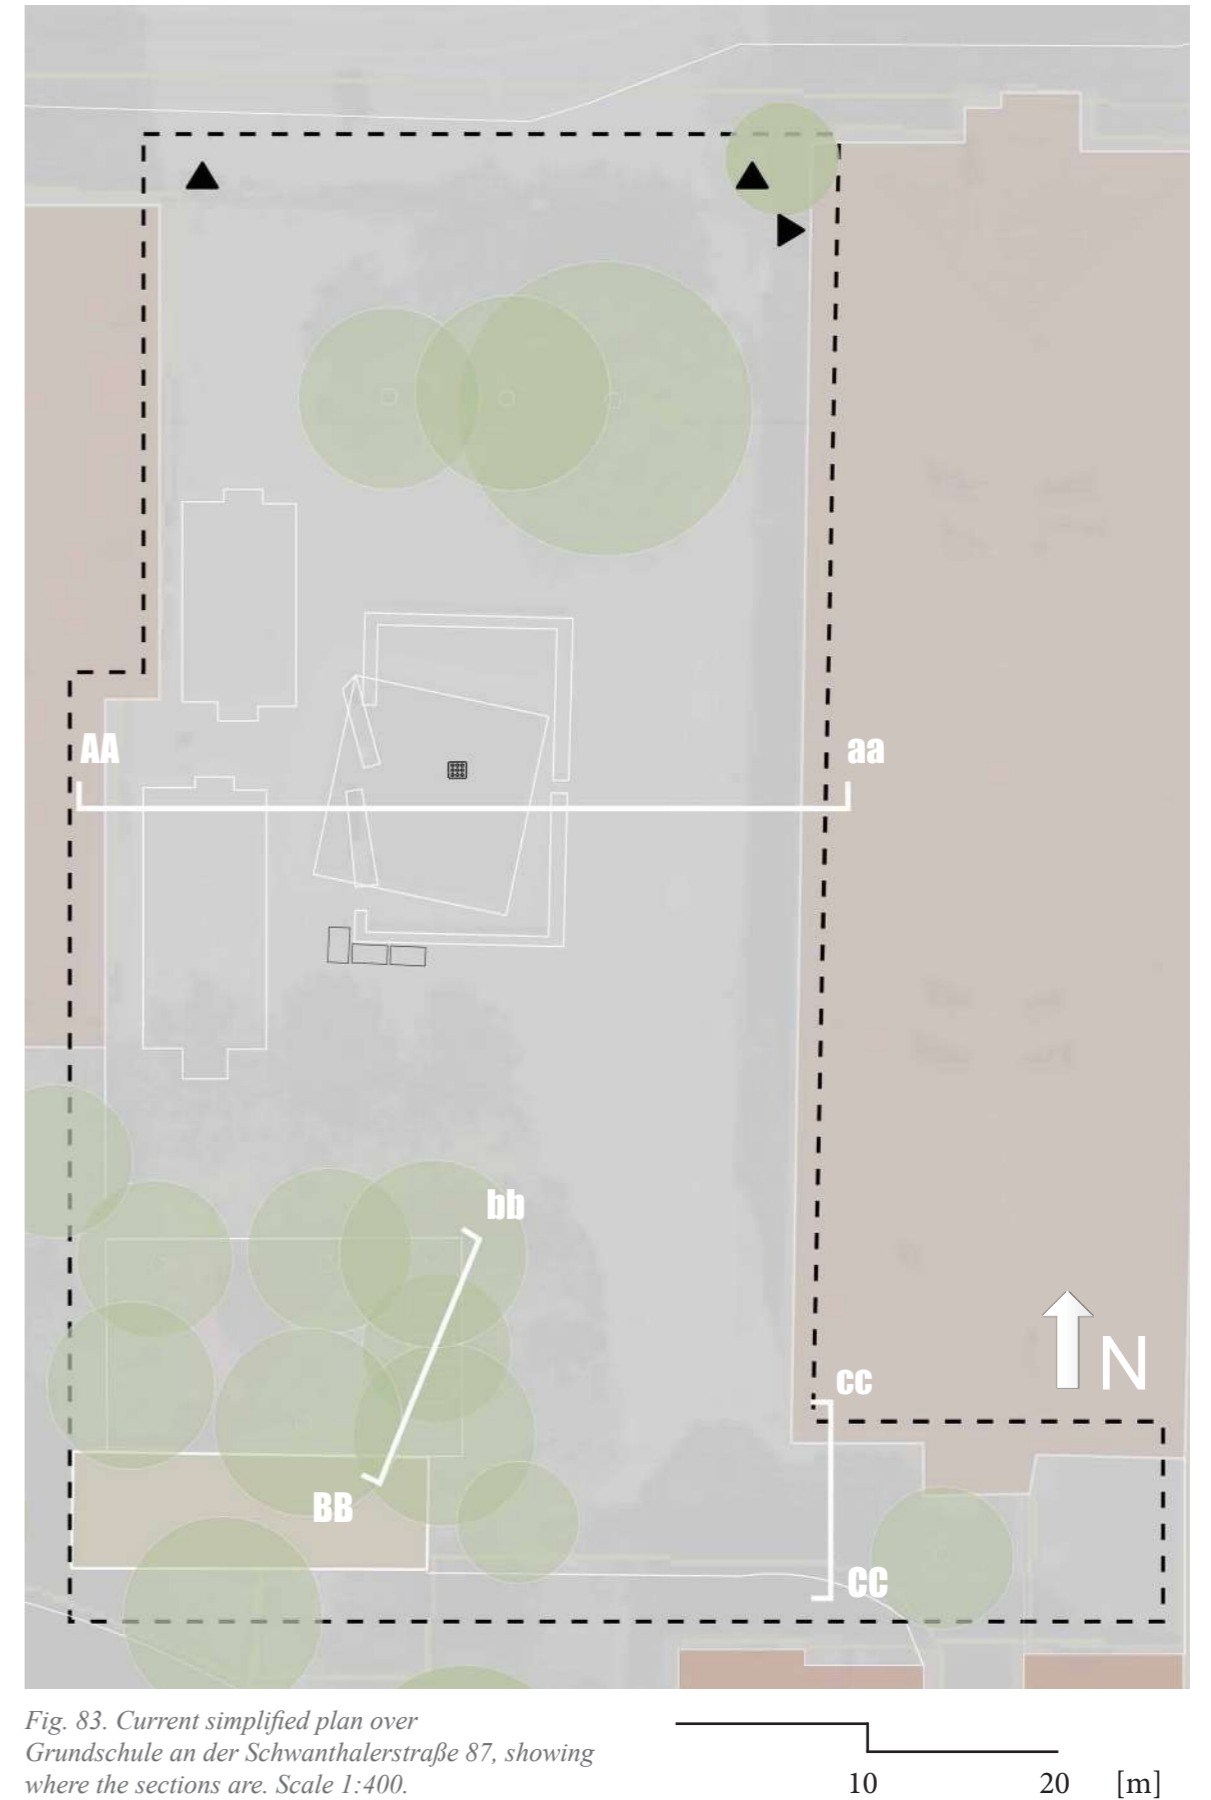 AA
aa
bb
cc
N
BB
CC
Fig. 83. Current simplified plan over
Grundschule an der Schwanthalerstraße 87, showing
where the sections are. Scale 1:400.
10 20 [m]